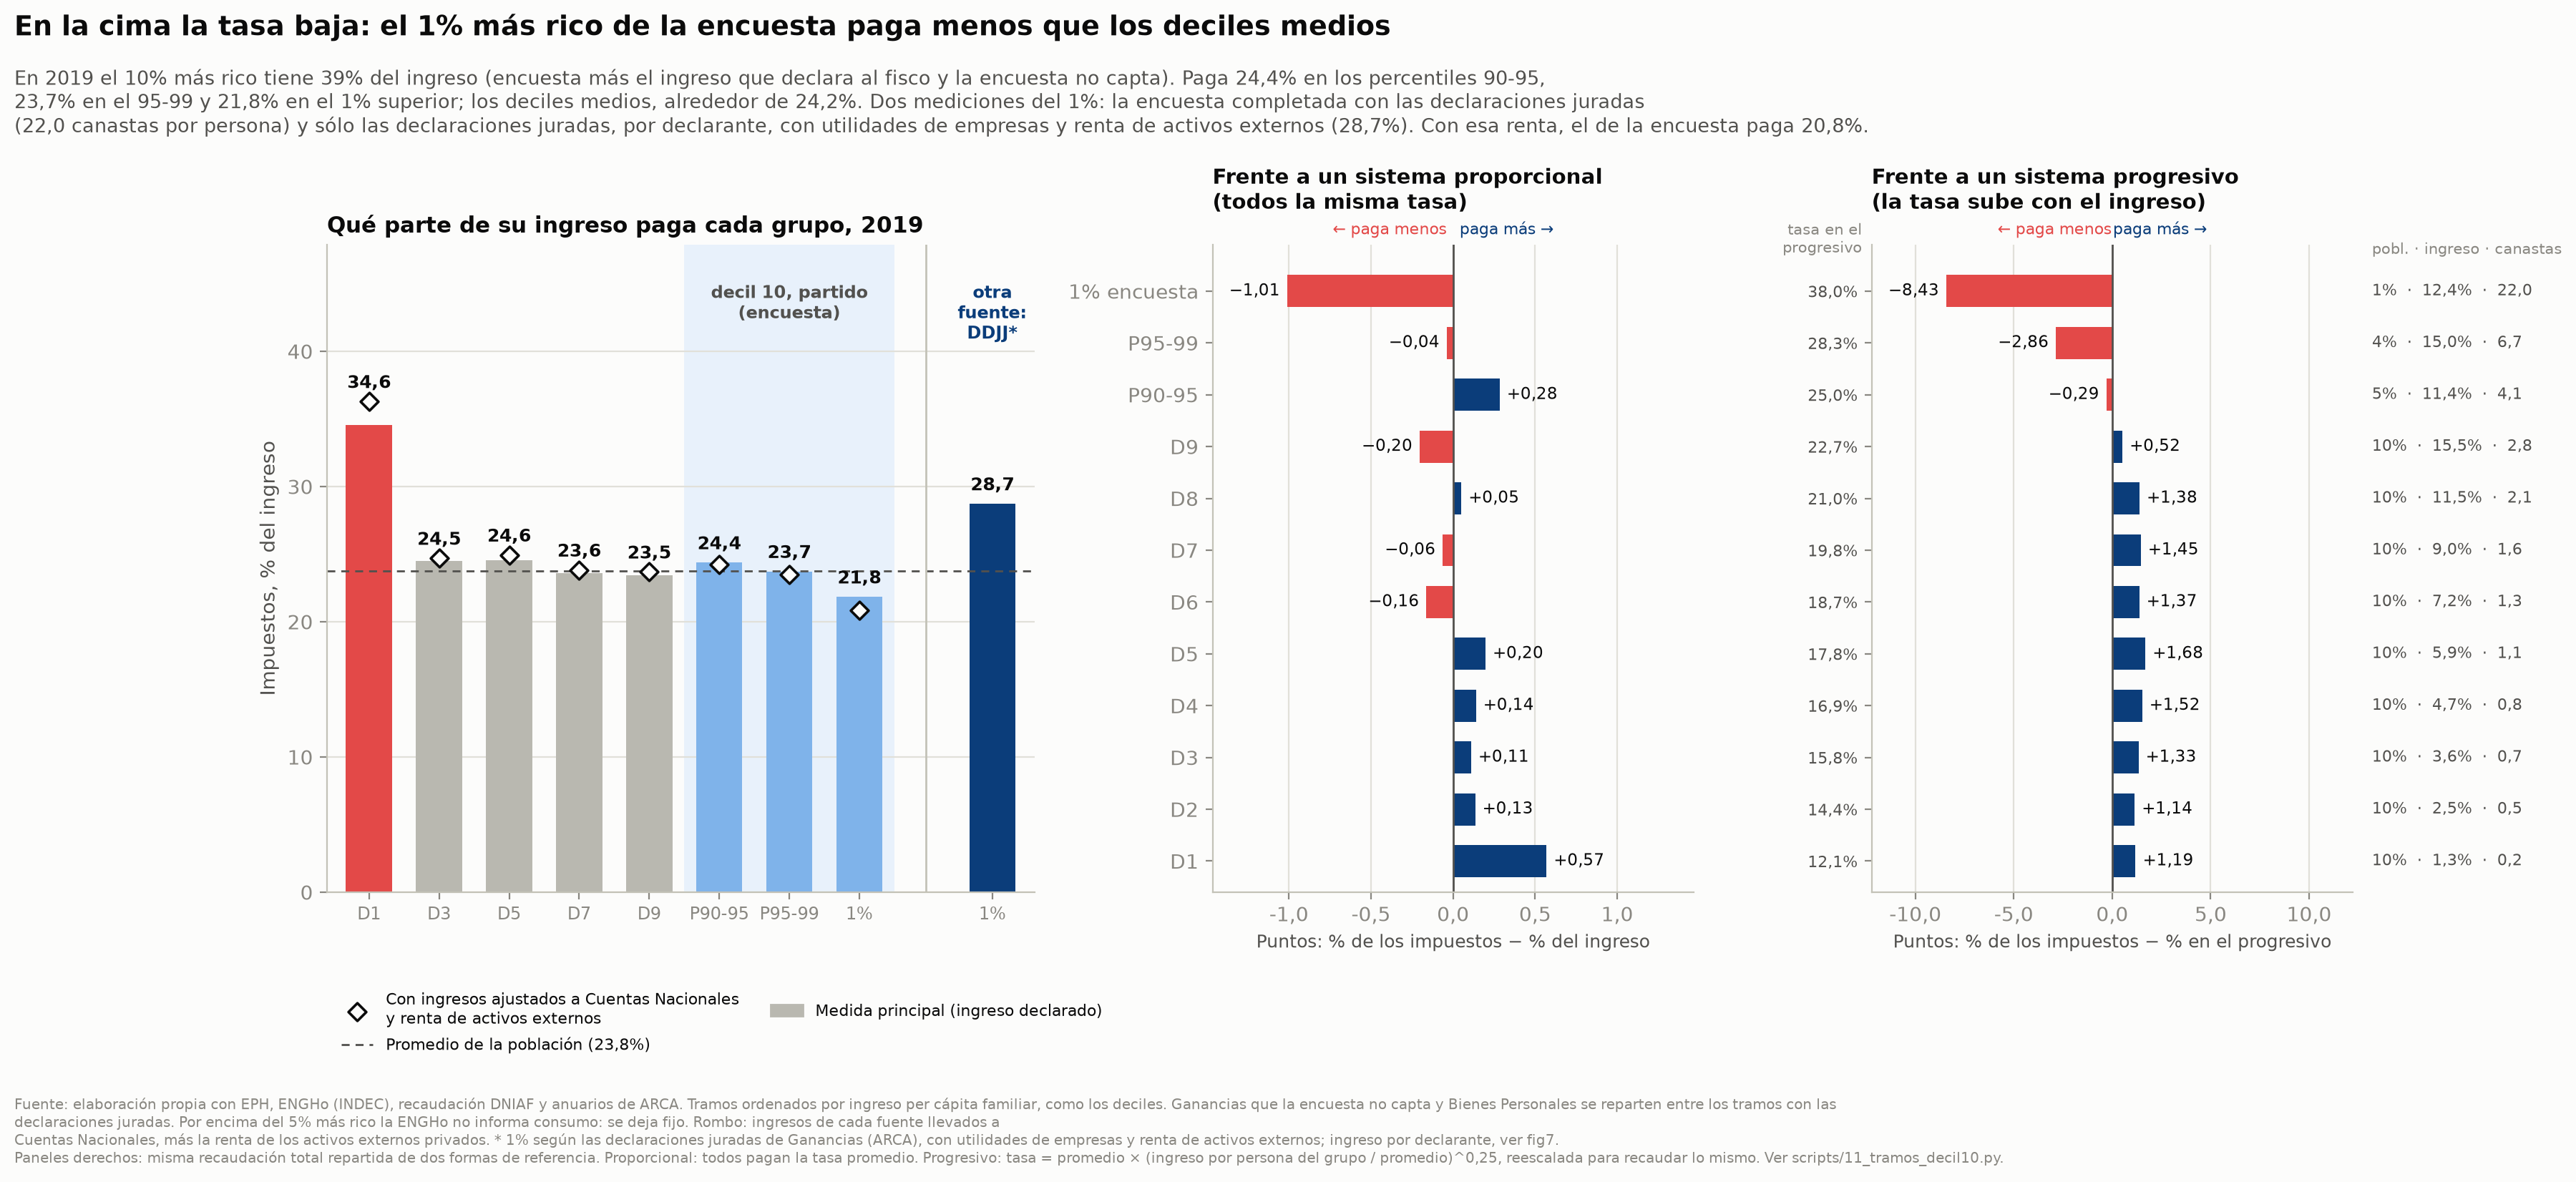 En la cima la tasa baja: el 1% más rico de la encuesta paga menos que los deciles medios
En 2019 el 10% más rico tiene 39% del ingreso (encuesta más el ingreso que declara al fisco y la encuesta no capta). Paga 24,4% en los percentiles 90-95,
23,7% en el 95-99 y 21,8% en el 1% superior; los deciles medios, alrededor de 24,2%. Dos mediciones del 1%: la encuesta completada con las declaraciones juradas
(22,0 canastas por persona) y sólo las declaraciones juradas, por declarante, con utilidades de empresas y renta de activos externos (28,7%). Con esa renta, el de la encuesta paga 20,8%.
Qué parte de su ingreso paga cada grupo, 2019
decil 10, partido
(encuesta)
otra
fuente:
DDJJ*
Impuestos, % del ingreso
40
30
20
10
0
34,6
24,5
24,6
23,6
23,5
24,4
23,7
21,8
28,7
D1
D3
D5
D7
D9
P90-95
P95-99
1%
1%
Con ingresos ajustados a Cuentas Nacionales
y renta de activos externos
Promedio de la población (23,8%)
Medida principal (ingreso declarado)
Frente a un sistema proporcional
(todos la misma tasa)
← paga menos
paga más →
1% encuesta
−1,01
P95-99
−0,04
P90-95
+0,28
D9
−0,20
D8
+0,05
D7
−0,06
D6
−0,16
D5
+0,20
D4
+0,14
D3
+0,11
D2
+0,13
D1
+0,57
-1,0
-0,5
0,0
0,5
1,0
Puntos: % de los impuestos − % del ingreso
Frente a un sistema progresivo
(la tasa sube con el ingreso)
tasa en el
progresivo
← paga menos
paga más →
pobl. · ingreso · canastas
38,0%
−8,43
1% · 12,4% · 22,0
28,3%
−2,86
4% · 15,0% · 6,7
25,0%
−0,29
5% · 11,4% · 4,1
22,7%
+0,52
10% · 15,5% · 2,8
21,0%
+1,38
10% · 11,5% · 2,1
19,8%
+1,45
10% · 9,0% · 1,6
18,7%
+1,37
10% · 7,2% · 1,3
17,8%
+1,68
10% · 5,9% · 1,1
16,9%
+1,52
10% · 4,7% · 0,8
15,8%
+1,33
10% · 3,6% · 0,7
14,4%
+1,14
10% · 2,5% · 0,5
12,1%
+1,19
10% · 1,3% · 0,2
-10,0
-5,0
0,0
5,0
10,0
Puntos: % de los impuestos − % en el progresivo
Fuente: elaboración propia con EPH, ENGHo (INDEC), recaudación DNIAF y anuarios de ARCA. Tramos ordenados por ingreso per cápita familiar, como los deciles. Ganancias que la encuesta no capta y Bienes Personales se reparten entre los tramos con las
declaraciones juradas. Por encima del 5% más rico la ENGHo no informa consumo: se deja fijo. Rombo: ingresos de cada fuente llevados a
Cuentas Nacionales, más la renta de los activos externos privados. * 1% según las declaraciones juradas de Ganancias (ARCA), con utilidades de empresas y renta de activos externos; ingreso por declarante, ver fig7.
Paneles derechos: misma recaudación total repartida de dos formas de referencia. Proporcional: todos pagan la tasa promedio. Progresivo: tasa = promedio × (ingreso por persona del grupo / promedio)^0,25, reescalada para recaudar lo mismo. Ver scripts/11_tramos_decil10.py.